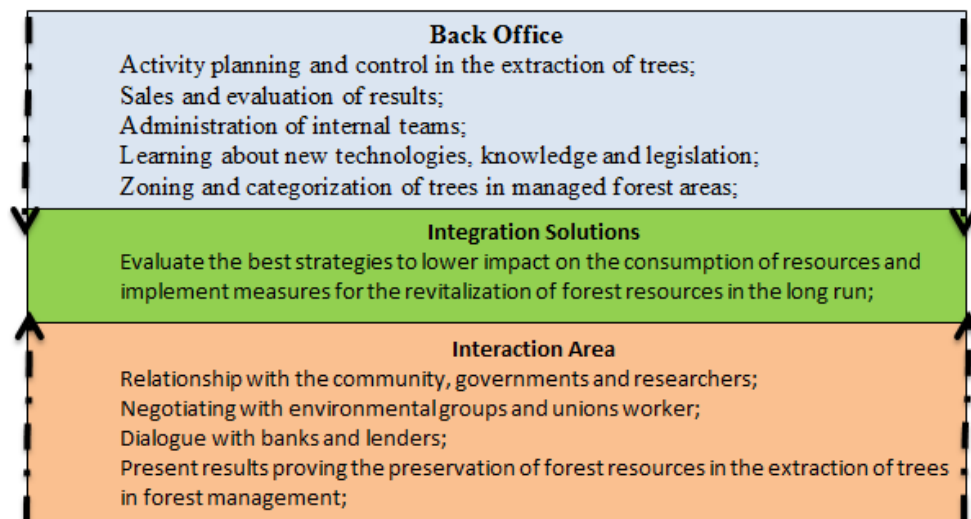 Back Office
Activity planning and control in the extraction of trees;
Sales and evaluation of results;
Administration of internal teams;
Learning about new technologies, knowledge and legislation;
Zoning and categorization of trees in managed forest areas;
Integration Solutions
Evaluate the best strategies to lower impact on the consumption of resources and
implement measures for the revitalization of forest resources in the long run;
Interaction Area
Relationship with the community, governments and researchers;
Negotiating with environmental groups and unions worker;
Dialogue with banks and lenders;
Present results proving the preservation of forest resources in the extraction of trees
in forest management;